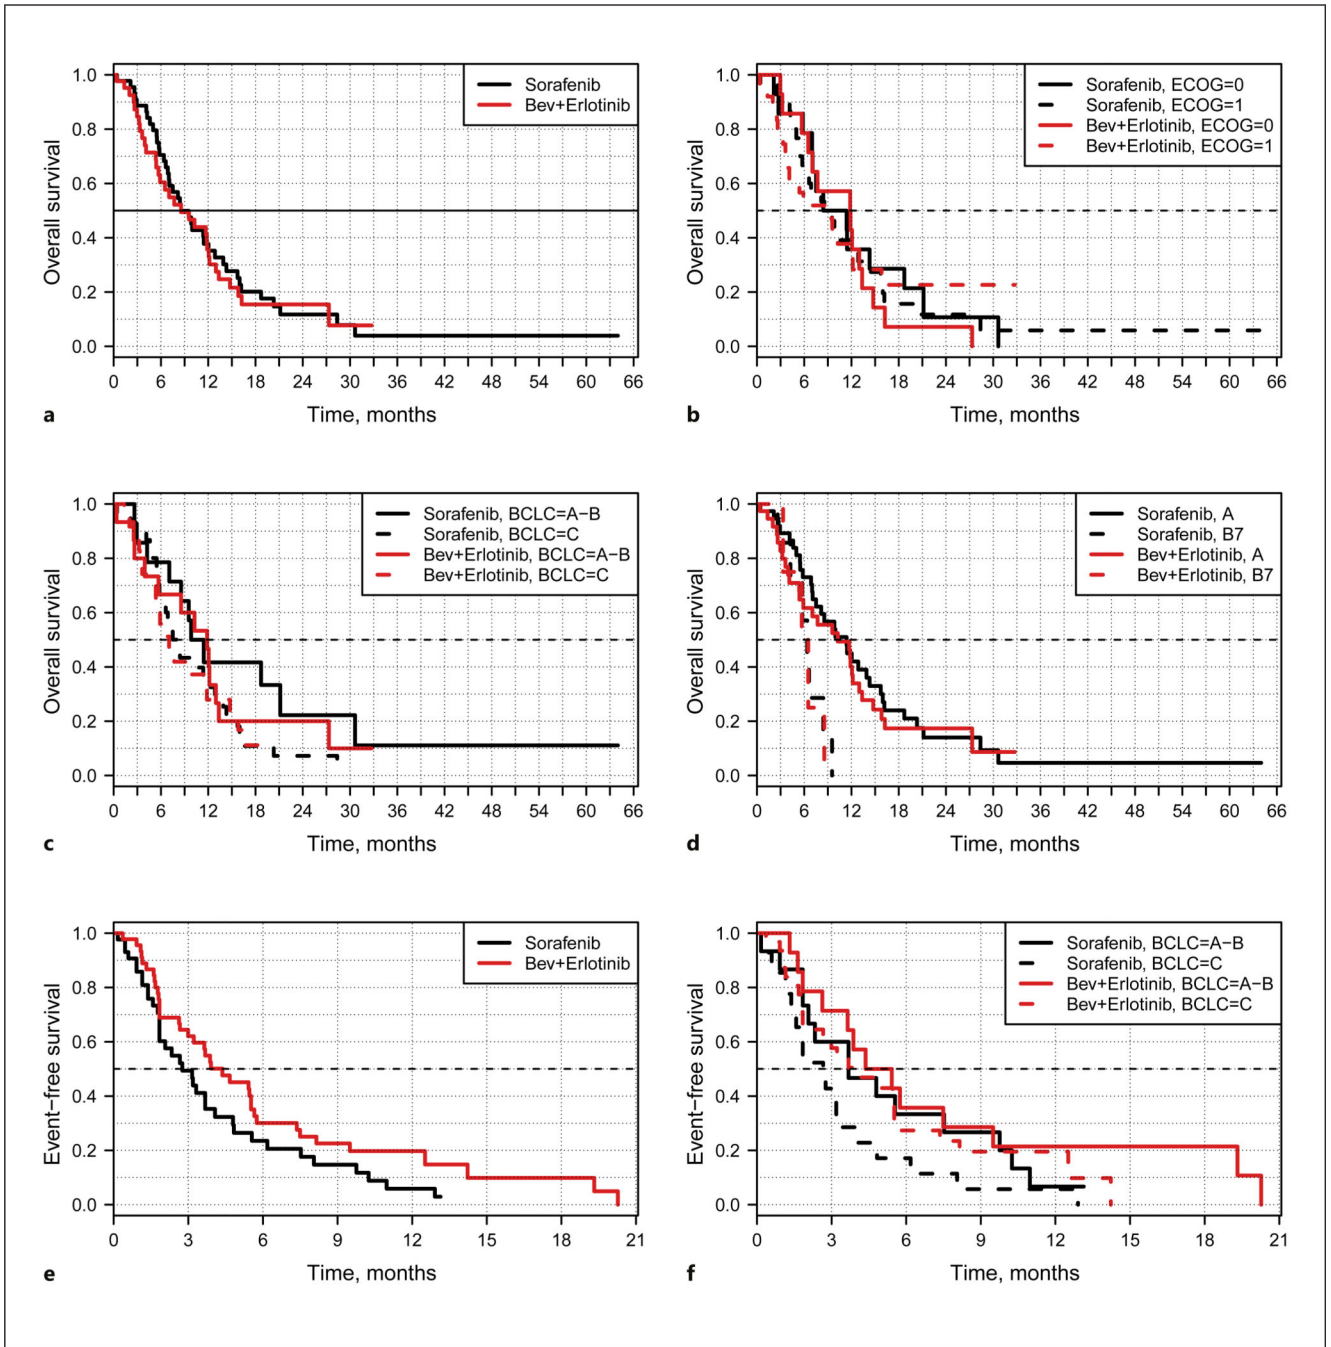 1.0
0.8
0.6
0.4
0.2
0.0
Overall survival
Sorafenib
Bev+Erlotinib
0 6 12 18 24 30 36 42 48 54 60 66
Time, months
a
1.0
0.8
0.6
0.4
0.2
0.0
Overall survival
Sorafenib, ECOG=0
Sorafenib, ECOG=1
Bev+Erlotinib, ECOG=0
Bev+Erlotinib, ECOG=1
0 6 12 18 24 30 36 42 48 54 60 66
Time, months
b
1.0
0.8
0.6
0.4
0.2
0.0
Overall survival
Sorafenib, BCLC=A−B
Sorafenib, BCLC=C
Bev+Erlotinib, BCLC=A−B
Bev+Erlotinib, BCLC=C
0 6 12 18 24 30 36 42 48 54 60 66
Time, months
c
1.0
0.8
0.6
0.4
0.2
0.0
Overall survival
Sorafenib, A
Sorafenib, B7
Bev+Erlotinib, A
Bev+Erlotinib, B7
0 6 12 18 24 30 36 42 48 54 60 66
Time, months
d
1.0
0.8
0.6
0.4
0.2
0.0
Event−free survival
Sorafenib
Bev+Erlotinib
0 3 6 9 12 15 18 21
Time, months
e
1.0
0.8
0.6
0.4
0.2
0.0
Event−free survival
Sorafenib, BCLC=A−B
Sorafenib, BCLC=C
Bev+Erlotinib, BCLC=A−B
Bev+Erlotinib, BCLC=C
0 3 6 9 12 15 18 21
Time, months
f